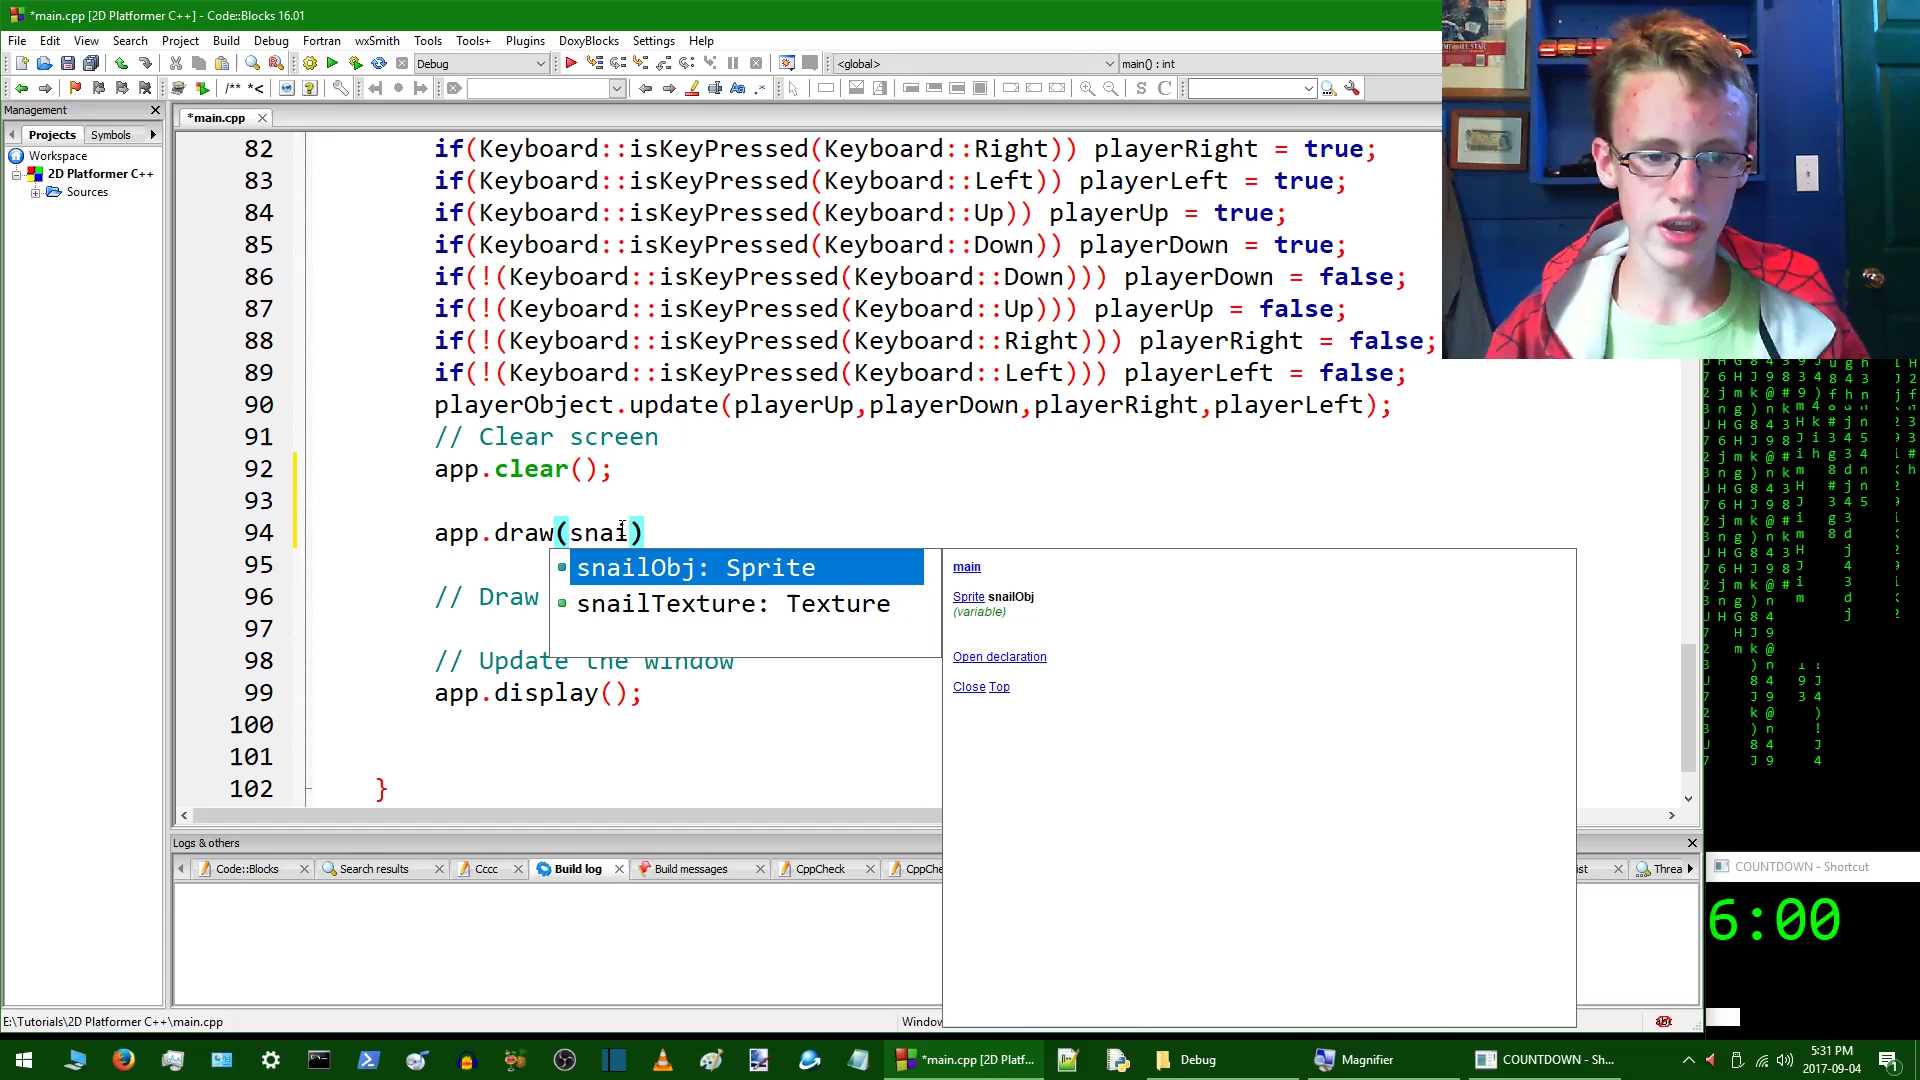 *main.cpp [2D Platformer C++] - Code::Blocks 16.01
File Edit View Search Project Build Debug Fortran wxSmith Tools Tools+ Plugins DoxyBlocks Settings Help
Debug
<global>
main() : int
/** *<
Aa .*
S C
Management
*main.cpp
Projects Symbols
Workspace
2D Platformer C++
Sources
82 if(Keyboard::isKeyPressed(Keyboard::Right)) playerRight = true;
83 if(Keyboard::isKeyPressed(Keyboard::Left)) playerLeft = true;
84 if(Keyboard::isKeyPressed(Keyboard::Up)) playerUp = true;
85 if(Keyboard::isKeyPressed(Keyboard::Down)) playerDown = true;
86 if(!(Keyboard::isKeyPressed(Keyboard::Down))) playerDown = false;
87 if(!(Keyboard::isKeyPressed(Keyboard::Up))) playerUp = false;
88 if(!(Keyboard::isKeyPressed(Keyboard::Right))) playerRight = false;
89 if(!(Keyboard::isKeyPressed(Keyboard::Left))) playerLeft = false;
90 playerObject.update(playerUp,playerDown,playerRight,playerLeft);
91 // Clear screen
92 app.clear();
93
94 app.draw(snai)
95
96 // Draw
97
98 // Update the window
99 app.display();
100
101
102 }
snailObj: Sprite
snailTexture: Texture
main
Sprite snailObj
(variable)
Open declaration
Close Top
Logs & others
Code::Blocks Search results Cccc Build log Build messages CppCheck CppChe ist Threa
COUNTDOWN - Shortcut
6:00
E:\Tutorials\2D Platformer C++\main.cpp
Window
*main.cpp [2D Platf... Debug Magnifier COUNTDOWN - Sh...
5:31 PM
2017-09-04